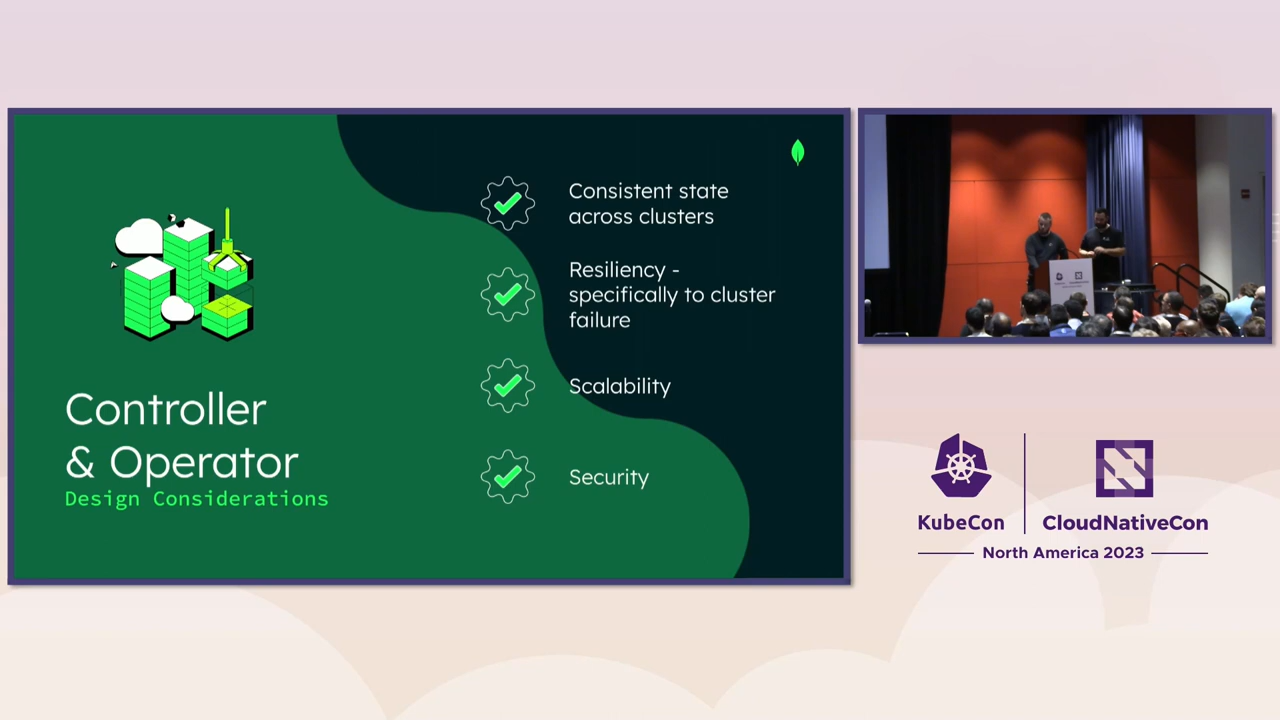 Controller
& Operator
Design Considerations
Consistent state
across clusters
Resiliency -
specifically to cluster
failure
Scalability
Security
KubeCon
CloudNativeCon
North America 2023